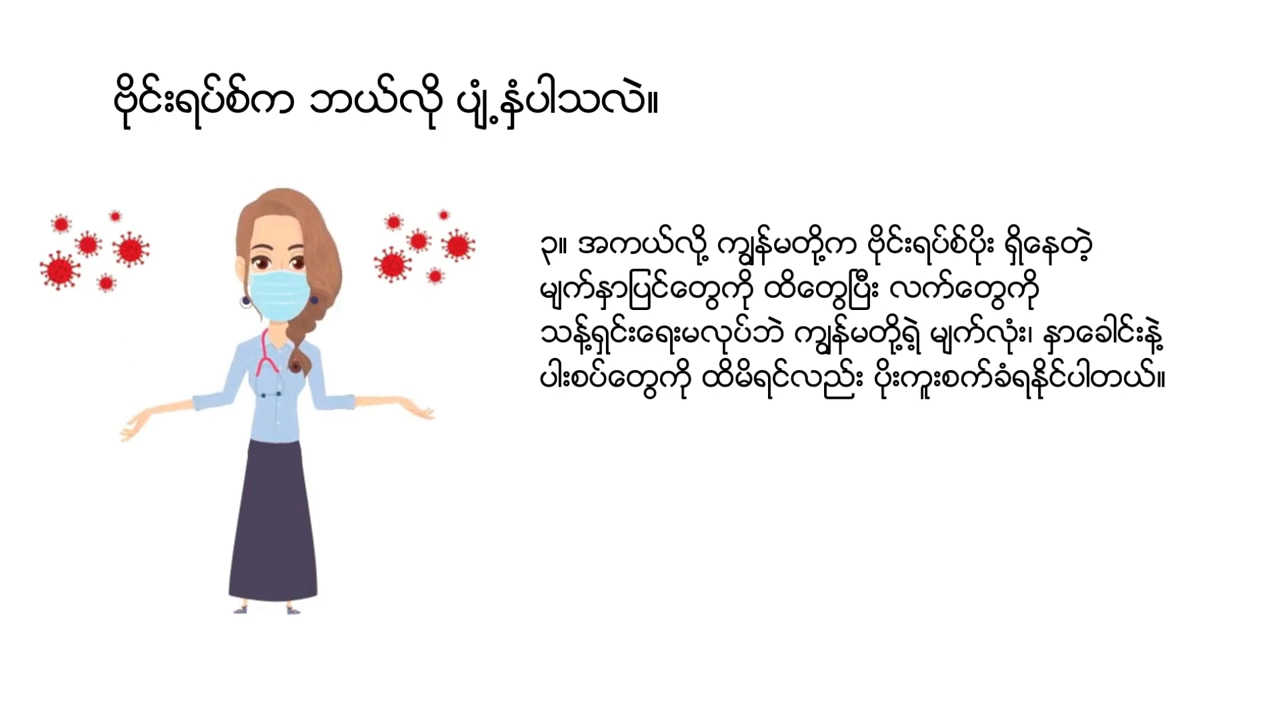 ဗိုင်းရပ်စ်က ဘယ်လို ပျံ့နှံပါသလဲ။
၃။ အကယ်လို့ ကျွန်မတို့က ဗိုင်းရပ်စ်ပိုး ရှိနေတဲ့
မျက်နှာပြင်တွေကို ထိတွေပြီး လက်တွေကို
သန့်ရှင်းရေးမလုပ်ဘဲ ကျွန်မတို့ရဲ့ မျက်လုံး၊ နှာခေါင်းနဲ့
ပါးစပ်တွေကို ထိမိရင်လည်း ပိုးကူးစက်ခံရနိုင်ပါတယ်။